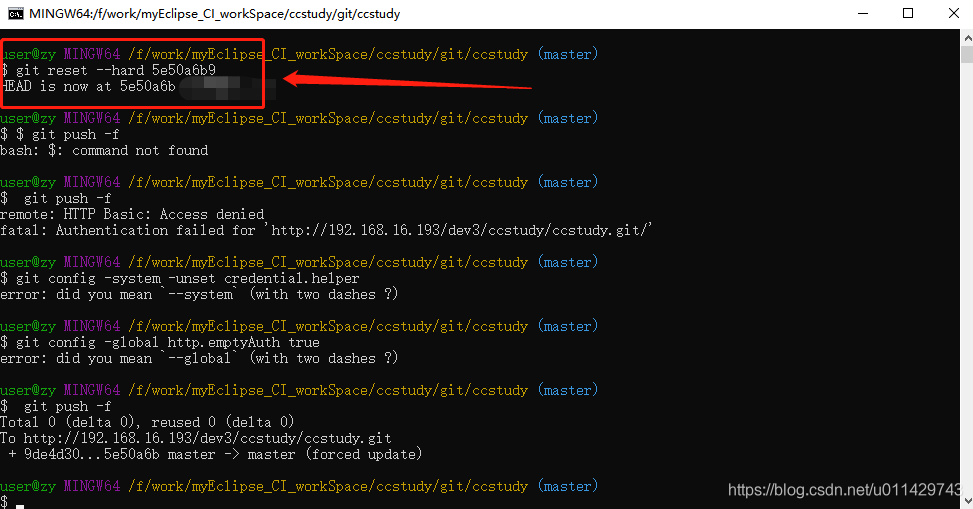 MINGW64:/f/work/myEclipse_CI_workSpace/ccstudy/git/ccstudy
user@zy MINGW64 /f/work/myEclipse_CI_workSpace/ccstudy/git/ccstudy (master)
$ git reset --hard 5e50a6b9
HEAD is now at 5e50a6b
user@zy MINGW64 /f/work/myEclipse_CI_workSpace/ccstudy/git/ccstudy (master)
$ $ git push -f
bash: $: command not found
user@zy MINGW64 /f/work/myEclipse_CI_workSpace/ccstudy/git/ccstudy (master)
$  git push -f
remote: HTTP Basic: Access denied
fatal: Authentication failed for 'http://192.168.16.193/dev3/ccstudy/ccstudy.git/'
user@zy MINGW64 /f/work/myEclipse_CI_workSpace/ccstudy/git/ccstudy (master)
$ git config -system -unset credential.helper
error: did you mean `--system` (with two dashes ?)
user@zy MINGW64 /f/work/myEclipse_CI_workSpace/ccstudy/git/ccstudy (master)
$ git config -global http.emptyAuth true
error: did you mean `--global` (with two dashes ?)
user@zy MINGW64 /f/work/myEclipse_CI_workSpace/ccstudy/git/ccstudy (master)
$  git push -f
Total 0 (delta 0), reused 0 (delta 0)
To http://192.168.16.193/dev3/ccstudy/ccstudy.git
 + 9de4d30...5e50a6b master -> master (forced update)
user@zy MINGW64 /f/work/myEclipse_CI_workSpace/ccstudy/git/ccstudy (master)
$
https://blog.csdn.net/u011429743